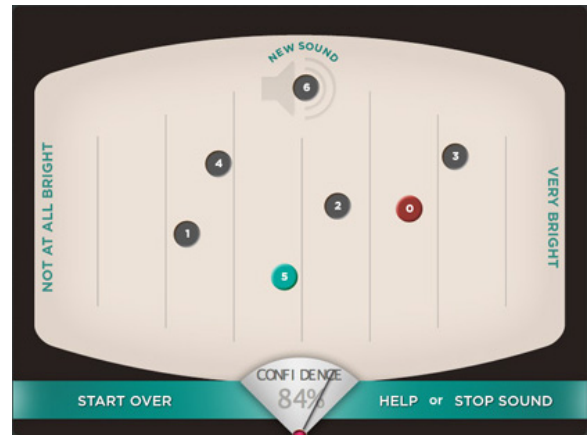 NEW SOUND
6
4
3
NOT AT ALL BRIGHT
VERY BRIGHT
2
0
1
5
CONFIDENCE
84%
START OVER
HELP or STOP SOUND